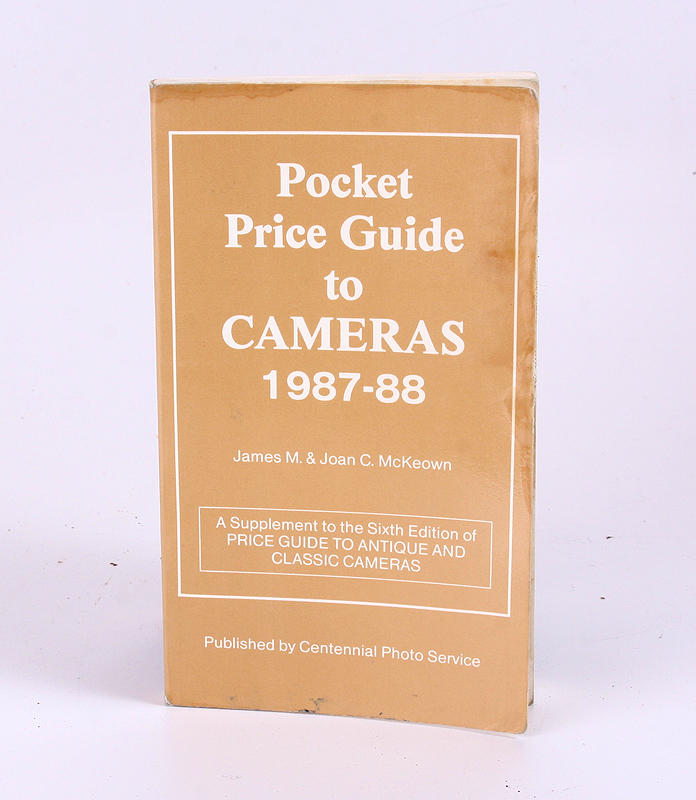 Pocket
Price Guide
to
CAMERAS
1987-88
James M. & Joan C. McKeown
A Supplement to the Sixth Edition of
PRICE GUIDE TO ANTIQUE AND
CLASSIC CAMERAS
Published by Centennial Photo Service